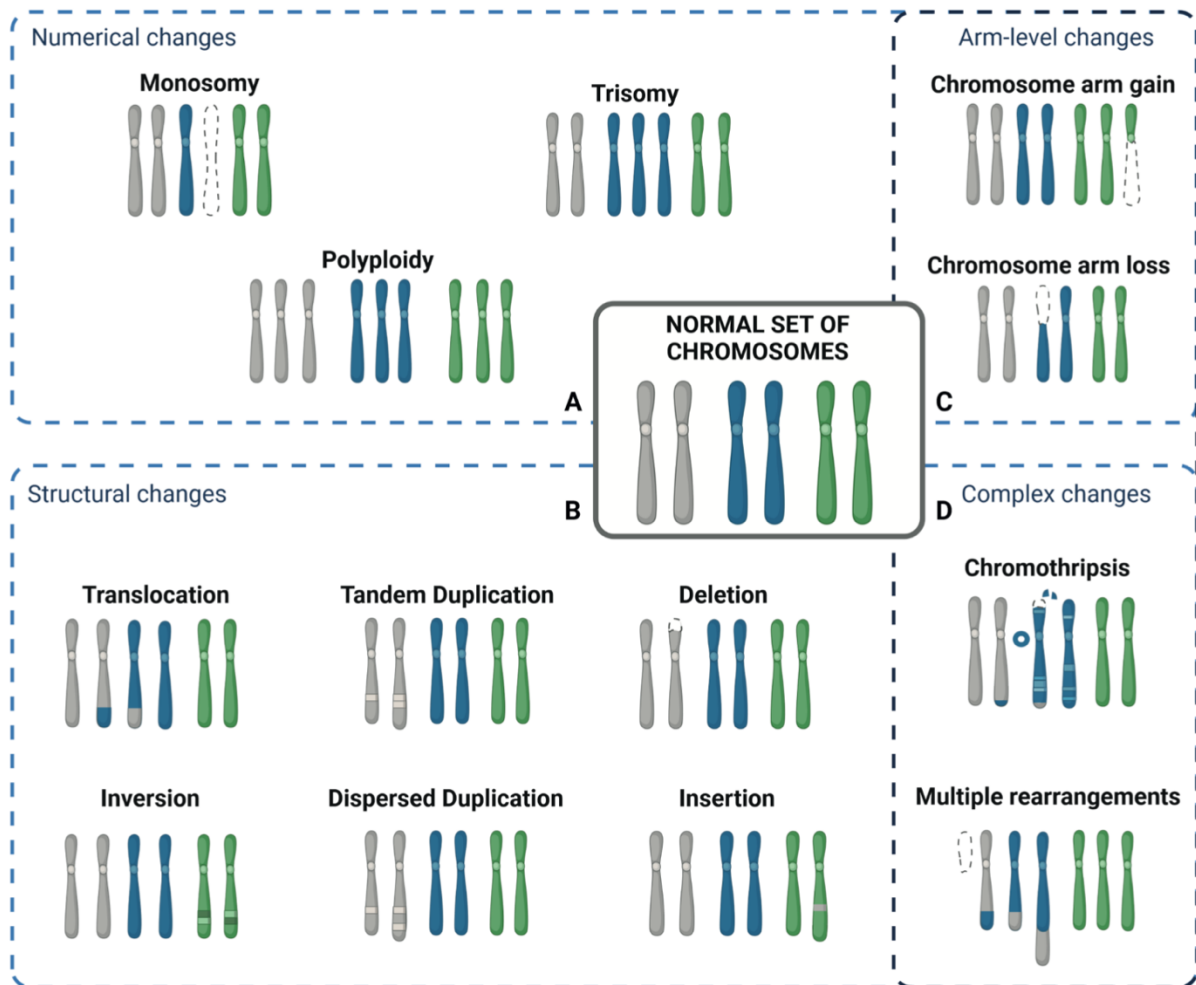 Numerical changes
Monosomy
Trisomy
Polyploidy
A
Arm-level changes
Chromosome arm gain
Chromosome arm loss
C
NORMAL SET OF
CHROMOSOMES
Structural changes
B
Translocation
Tandem Duplication
Deletion
Inversion
Dispersed Duplication
Insertion
Complex changes
D
Chromothripsis
Multiple rearrangements